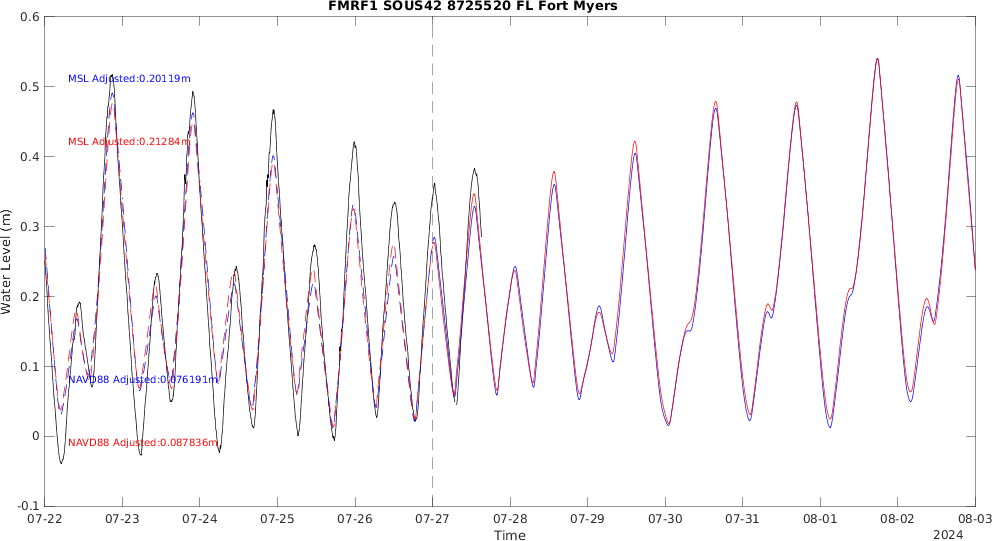 FMRF1 SOUS42 8725520 FL Fort Myers
0.6
0.5
0.4
0.3
0.2
0.1
0
-0.1
Water Level (m)
MSL Adjusted:0.20119m
MSL Adjusted:0.21284m
NAVD88 Adjusted:0.076191m
NAVD88 Adjusted:0.087836m
07-22 07-23 07-24 07-25 07-26 07-27 07-28 07-29 07-30 07-31 08-01 08-02 08-03
Time
2024